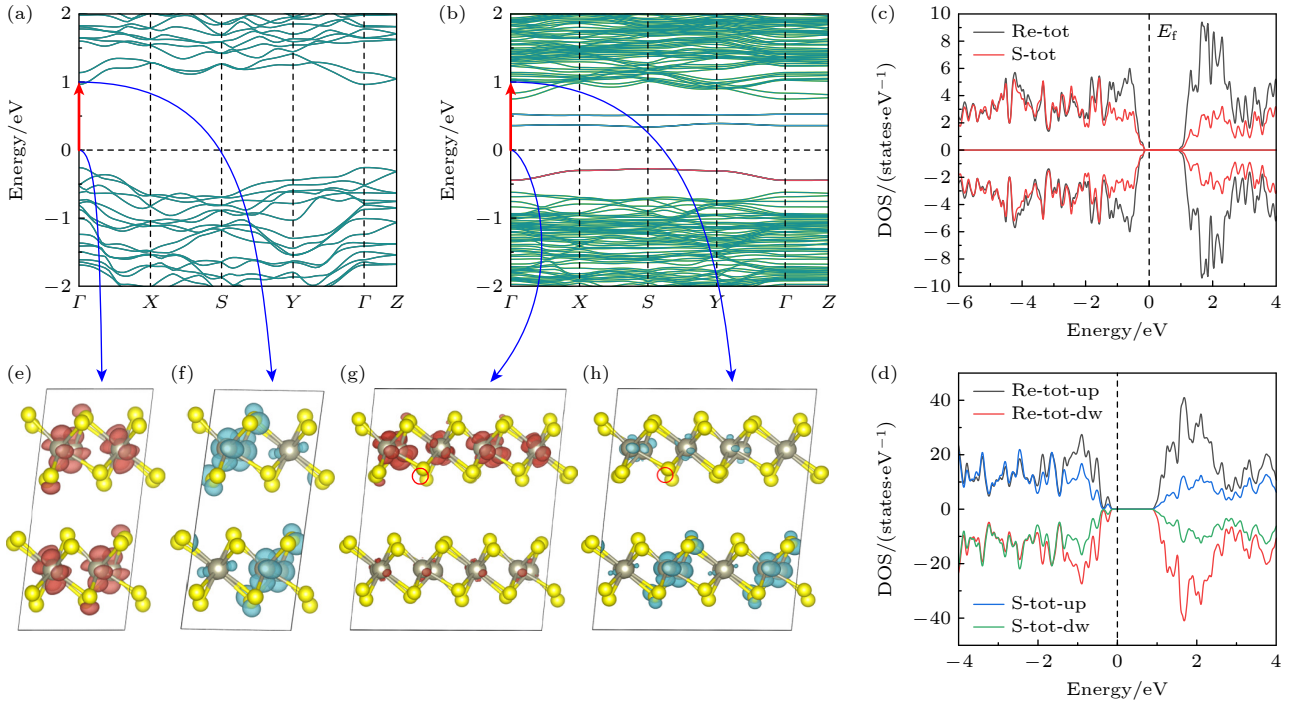 (a)
2
1
0
−1
−2
Energy/eV
Γ X S Y Γ Z
(b)
2
1
0
−1
−2
Energy/eV
Γ X S Y Γ Z
(c)
10
8
6
4
2
0
−2
−4
−6
−8
−10
DOS/(states·eV−1)
Re-tot
S-tot
Ef
−6 −4 −2 0 2 4
Energy/eV
(e)
(f)
(g)
(h)
(d)
40
20
0
−20
−40
DOS/(states·eV−1)
Re-tot-up
Re-tot-dw
S-tot-up
S-tot-dw
−4 −2 0 2 4
Energy/eV